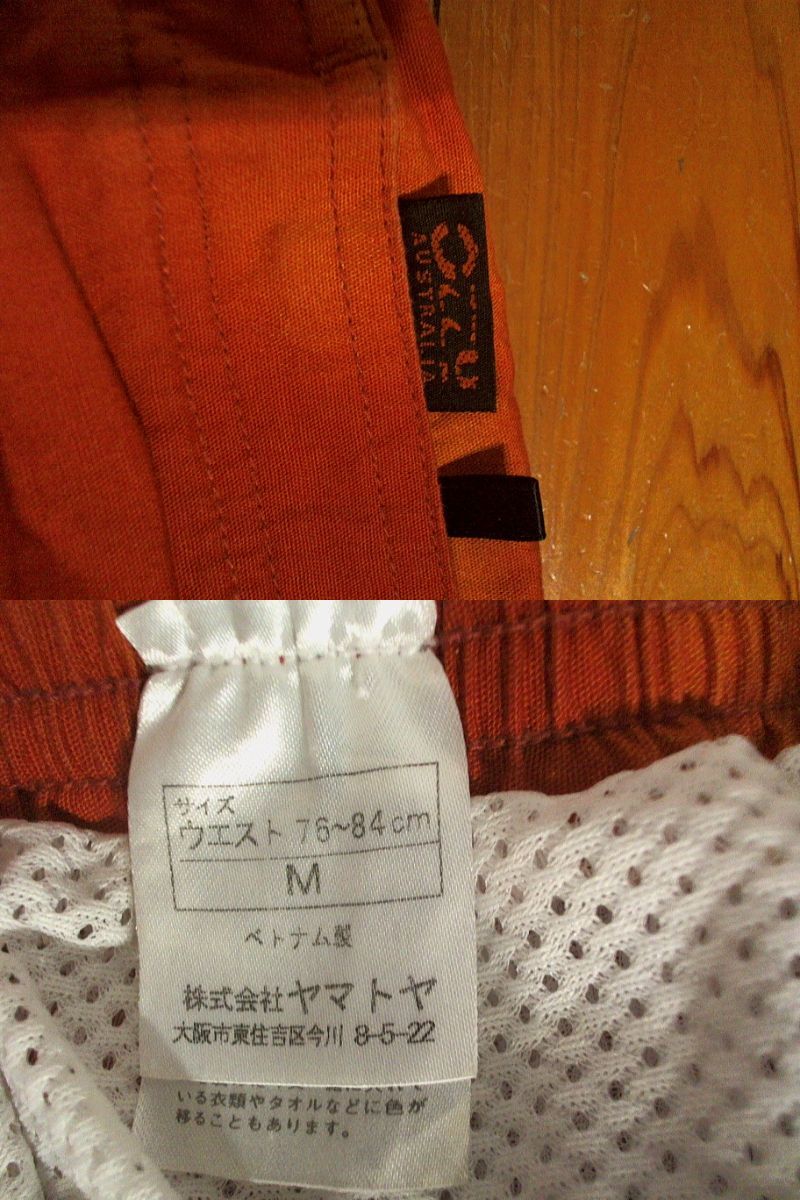 AUSTRALIA
サイズ
ウエスト 76~84cm
M
ベトナム製
株式会社ヤマトヤ
大阪市東住吉区今川 8-5-22
いる衣類やタオルなどに色が
移ることもあります。